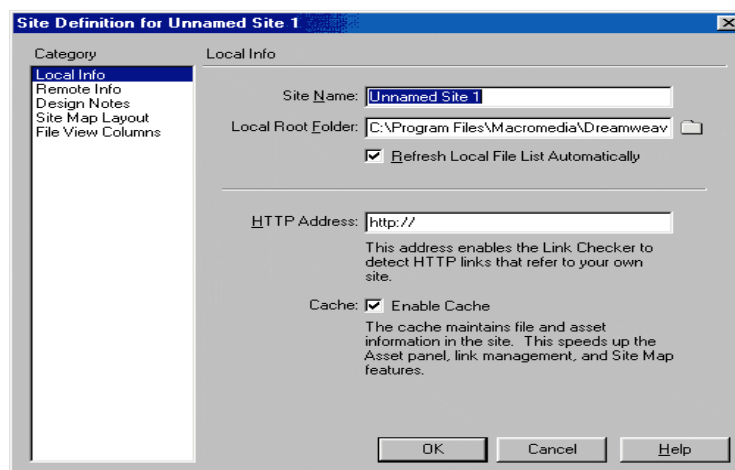 Site Definition for Unnamed Site 1
Category
Local Info
Remote Info
Design Notes
Site Map Layout
File View Columns
Local Info
Site Name: Unnamed Site 1
Local Root Folder: C:\Program Files\Macromedia\Dreamweav
Refresh Local File List Automatically
HTTP Address: http://
This address enables the Link Checker to
detect HTTP links that refer to your own
site.
Cache: Enable Cache
The cache maintains file and asset
information in the site. This speeds up the
Asset panel, link management, and Site Map
features.
OK Cancel Help